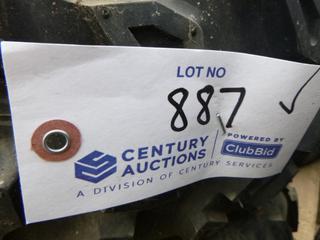 LOT NO
887
CENTURY
AUCTIONS
POWERED BY
ClubBid
A DIVISION OF CENTURY SERVICES